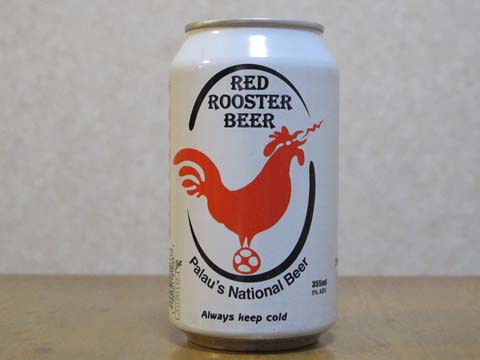 RED
ROOSTER
BEER
Palau's National Beer
355ml
5% ABV
Always keep cold